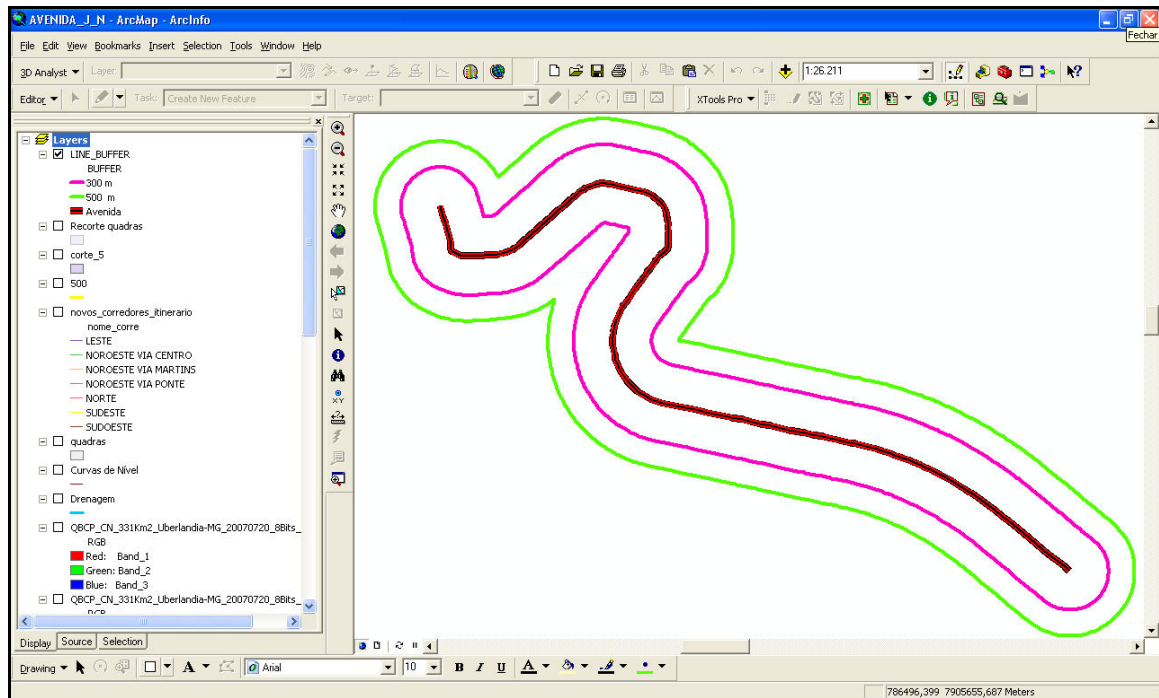 AVENIDA_J_N - ArcMap - ArcInfo
Fechar
File Edit View Bookmarks Insert Selection Tools Window Help
3D Analyst Layer: 1:26.211
Editor Task: Create New Feature Target: XTools Pro
Layers
LINE_BUFFER
BUFFER
300 m
500 m
Avenida
Recorte quadras
corte_5
500
novos_corredores_itinerario
nome_corre
LESTE
NOROESTE VIA CENTRO
NOROESTE VIA MARTINS
NOROESTE VIA PONTE
NORTE
SUDESTE
SUDOESTE
quadras
Curvas de Nível
Drenagem
QBCP_CN_331Km2_Uberlandia-MG_20070720_8Bits_
RGB
Red: Band_1
Green: Band_2
Blue: Band_3
QBCP_CN_331Km2_Uberlandia-MG_20070720_8Bits_
XY
Display Source Selection
Drawing A Arial 10 B I U A
786496,399 7905655,687 Meters